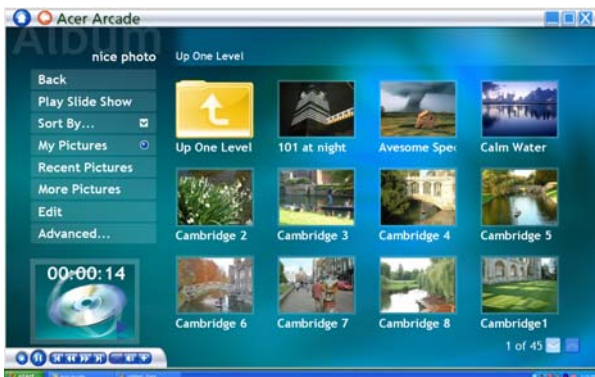 Acer Arcade
Album
nice photo
Up One Level
Back
Play Slide Show
Sort By...
My Pictures
Recent Pictures
More Pictures
Edit
Advanced...
00:00:14
Up One Level
101 at night
Avesome Spec
Calm Water
Cambridge 2
Cambridge 3
Cambridge 4
Cambridge 5
Cambridge 6
Cambridge 7
Cambridge 8
Cambridge1
1 of 45